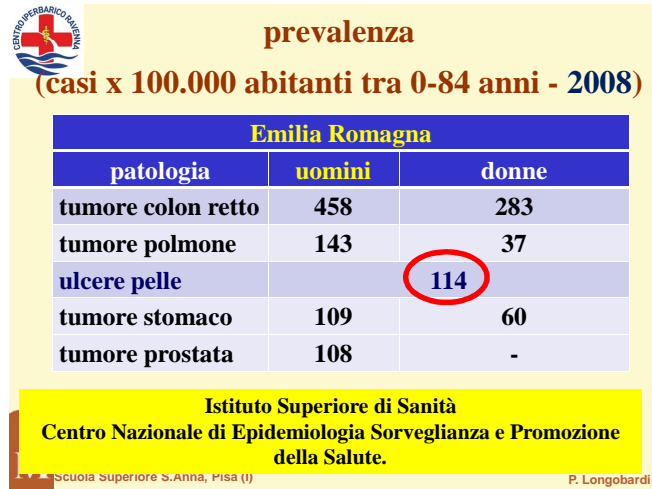 CENTRO IPERBARICO RAVENNA
prevalenza
(casi x 100.000 abitanti tra 0-84 anni - 2008)
Emilia Romagna
patologia uomini donne
tumore colon retto 458 283
tumore polmone 143 37
ulcere pelle 114
tumore stomaco 109 60
tumore prostata 108 -
Istituto Superiore di Sanità
Centro Nazionale di Epidemiologia Sorveglianza e Promozione
della Salute.
Scuola Superiore S.Anna, Pisa (I) P. Longobardi